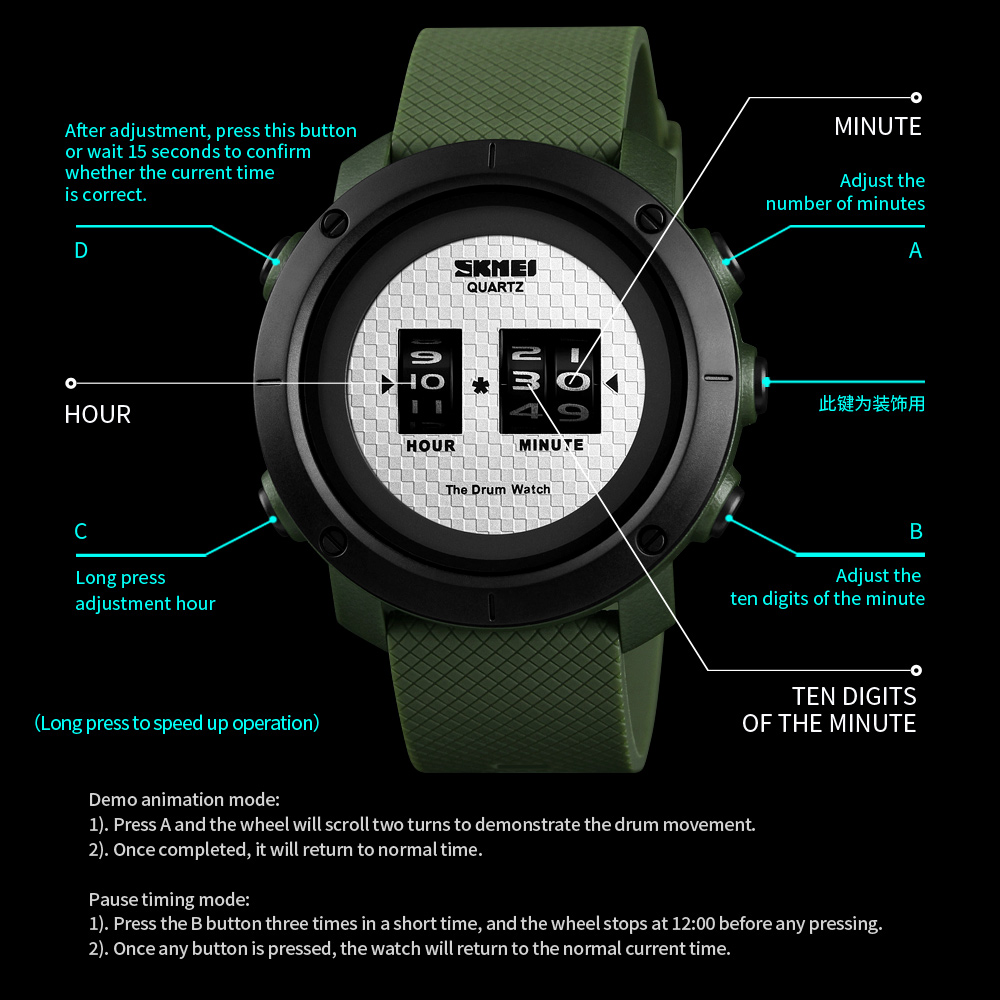 After adjustment, press this button
or wait 15 seconds to confirm
whether the current time
is correct.
D
MINUTE
Adjust the
number of minutes
A
SKMEI
QUARTZ
9
10
11
2
3
4
1
0
9
*
HOUR
MINUTE
The Drum Watch
HOUR
此键为装饰用
C
Long press
adjustment hour
B
Adjust the
ten digits of the minute
TEN DIGITS
OF THE MINUTE
(Long press to speed up operation)
Demo animation mode:
1). Press A and the wheel will scroll two turns to demonstrate the drum movement.
2). Once completed, it will return to normal time.
Pause timing mode:
1). Press the B button three times in a short time, and the wheel stops at 12:00 before any pressing.
2). Once any button is pressed, the watch will return to the normal current time.